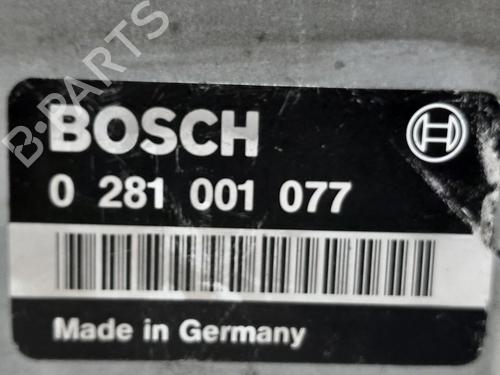 B-PARTS
BOSCH
0 281 001 077
Made in Germany